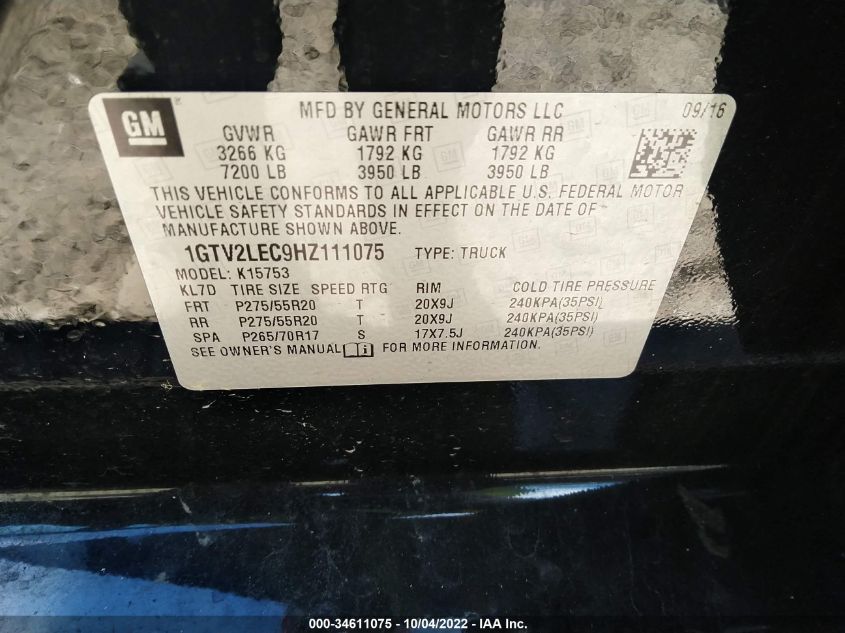 GM
MFD BY GENERAL MOTORS LLC 09/16
GVWR GAWR FRT GAWR RR
3266 KG 1792 KG 1792 KG
7200 LB 3950 LB 3950 LB
THIS VEHICLE CONFORMS TO ALL APPLICABLE U.S. FEDERAL MOTOR
VEHICLE SAFETY STANDARDS IN EFFECT ON THE DATE OF
MANUFACTURE SHOWN ABOVE.
1GTV2LEC9HZ111075 TYPE: TRUCK
MODEL: K15753
KL7D TIRE SIZE SPEED RTG RIM COLD TIRE PRESSURE
FRT P275/55R20 T 20X9J 240KPA(35PSI)
RR P275/55R20 T 20X9J 240KPA(35PSI)
SPA P265/70R17 S 17X7.5J 240KPA(35PSI)
SEE OWNER'S MANUAL i FOR MORE INFORMATION.
000-34611075 - 10/04/2022 - IAA Inc.